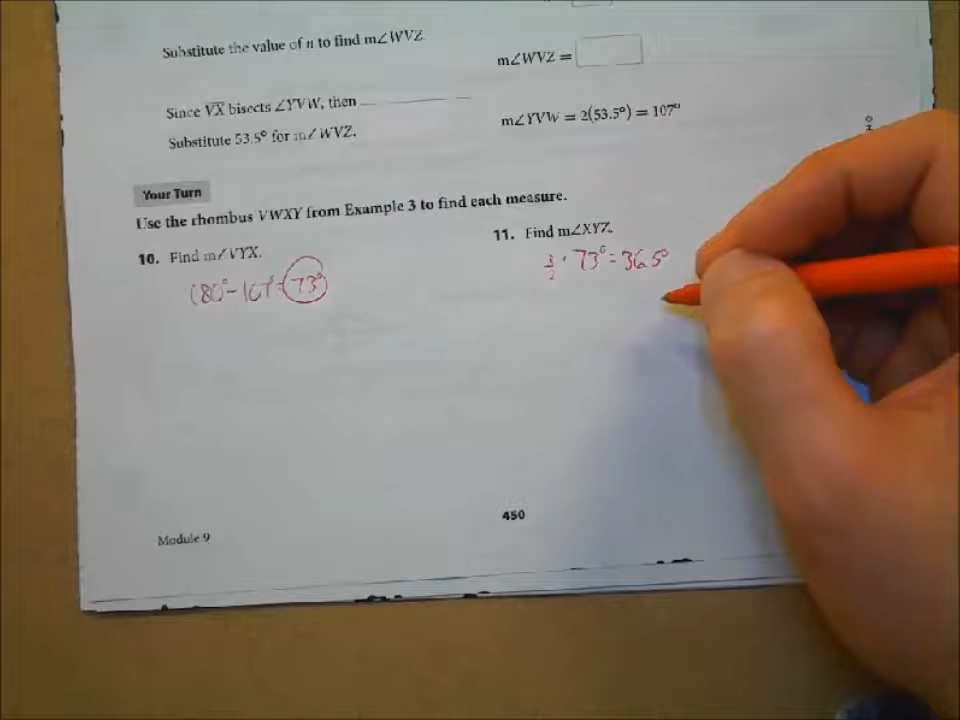 Substitute the value of n to find m∠WVZ.
m∠WVZ =
Since VX bisects ∠YVW, then
Substitute 53.5° for m∠WVZ.
m∠YVW = 2(53.5°) = 107°
Your Turn
Use the rhombus VWXY from Example 3 to find each measure.
10. Find m∠VYX.
180° - 107° = 73°
11. Find m∠XYZ.
1/2 · 73° = 36.5°
Module 9
450